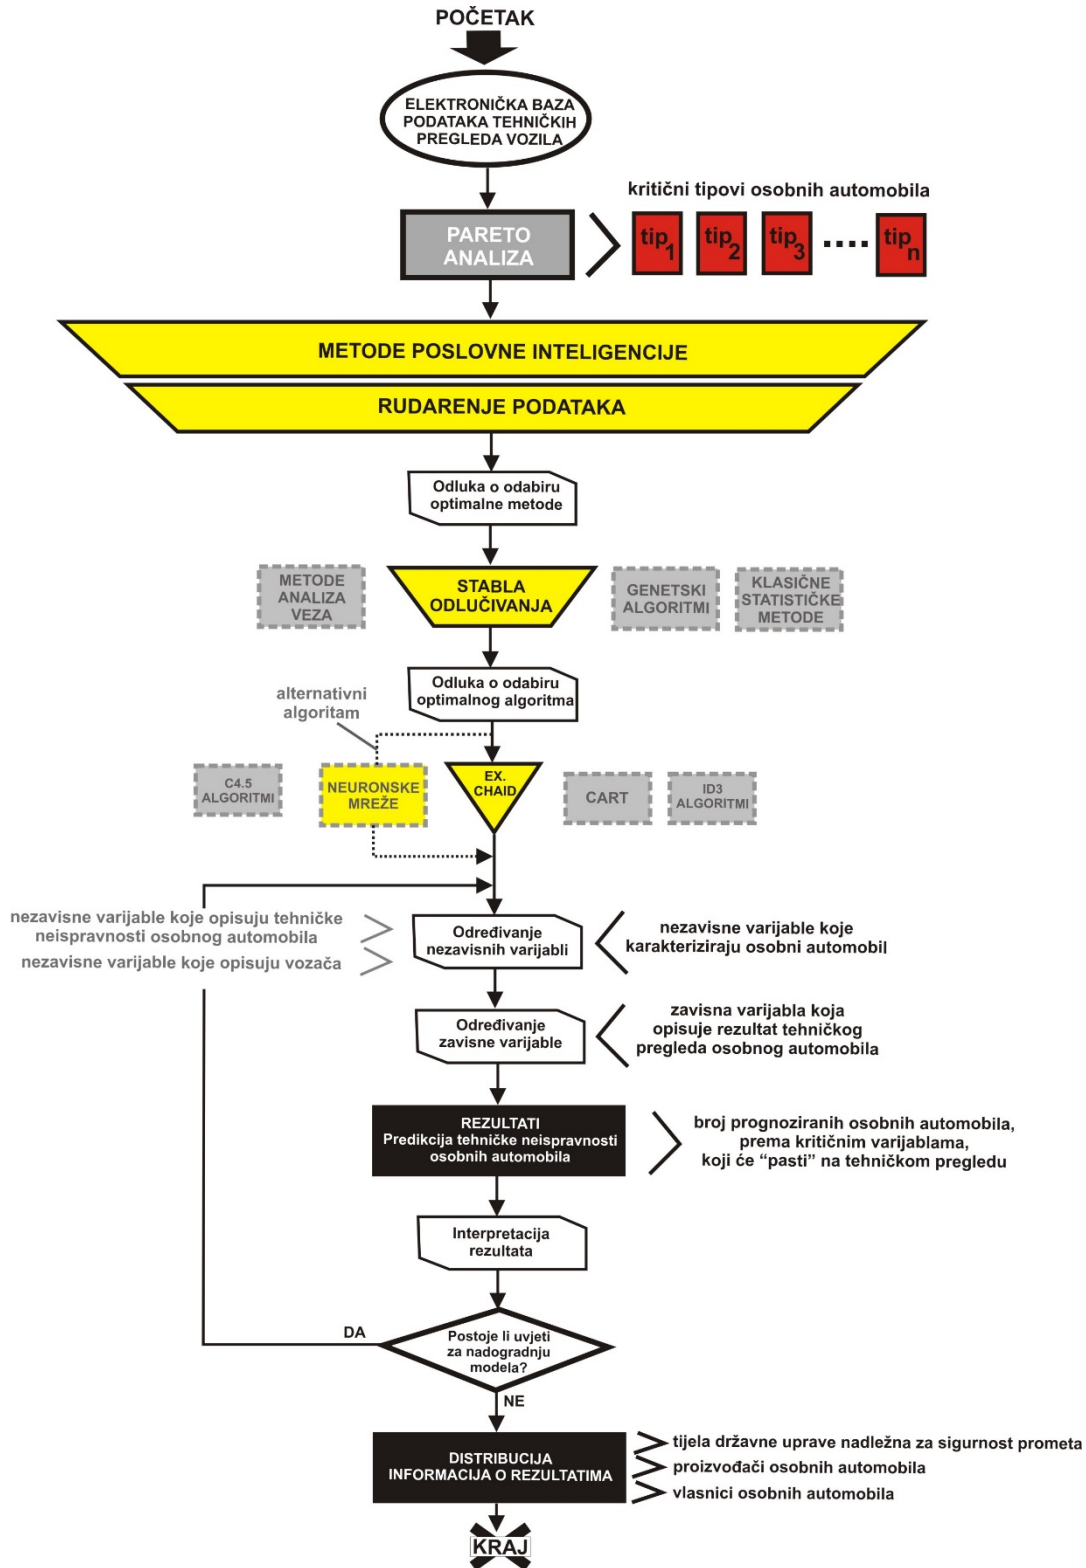 POČETAK
ELEKTRONIČKA BAZA
PODATAKA TEHNIČKIH
PREGLEDA VOZILA
kritični tipovi osobnih automobila
PARETO
ANALIZA
tip1 tip2 tip3 .... tipn
METODE POSLOVNE INTELIGENCIJE
RUDARENJE PODATAKA
Odluka o odabiru
optimalne metode
METODE
ANALIZA
VEZA
STABLA
ODLUČIVANJA
GENETSKI
ALGORITMI
KLASIČNE
STATISTIČKE
METODE
Odluka o odabiru
optimalnog algoritma
alternativni
algoritam
C4.5
ALGORITMI
NEURONSKE
MREŽE
EX.
CHAID
CART
ID3
ALGORITMI
nezavisne varijable koje opisuju tehničke
neispravnosti osobnog automobila
nezavisne varijable koje opisuju vozača
Određivanje
nezavisnih varijabli
nezavisne varijable koje
karakteriziraju osobni automobil
Određivanje
zavisne varijable
zavisna varijabla koja
opisuje rezultat tehničkog
pregleda osobnog automobila
REZULTATI
Predikcija tehničke neispravnosti
osobnih automobila
broj prognoziranih osobnih automobila,
prema kritičnim varijablama,
koji će “pasti” na tehničkom pregledu
Interpretacija
rezultata
DA
Postoje li uvjeti
za nadogradnju
modela?
NE
DISTRIBUCIJA
INFORMACIJA O REZULTATIMA
tijela državne uprave nadležna za sigurnost prometa
proizvođači osobnih automobila
vlasnici osobnih automobila
KRAJ